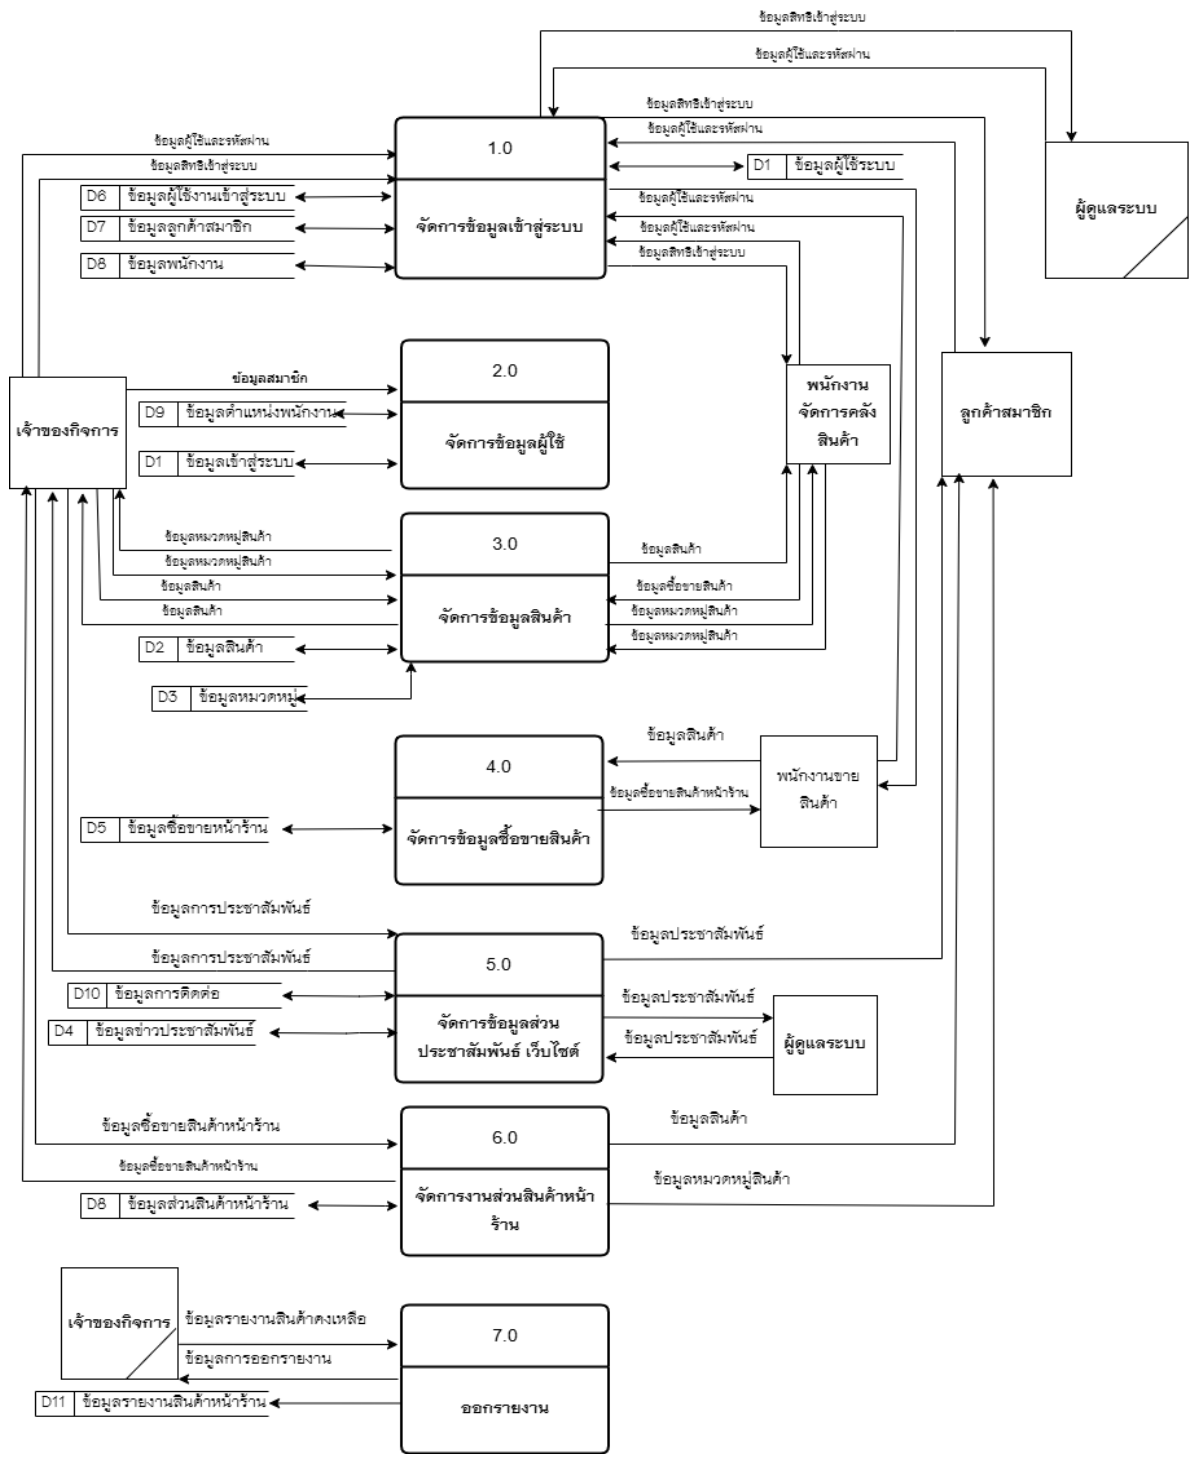 ข้อมูลสิทธิเข้าสู่ระบบ
ข้อมูลผู้ใช้และรหัสผ่าน
ข้อมูลสิทธิเข้าสู่ระบบ
ข้อมูลผู้ใช้และรหัสผ่าน
ข้อมูลผู้ใช้และรหัสผ่าน
ข้อมูลสิทธิเข้าสู่ระบบ
1.0
จัดการข้อมูลเข้าสู่ระบบ
D1 ข้อมูลผู้ใช้ระบบ
D6 ข้อมูลผู้ใช้งานเข้าสู่ระบบ
D7 ข้อมูลลูกค้าสมาชิก
D8 ข้อมูลพนักงาน
ข้อมูลผู้ใช้และรหัสผ่าน
ข้อมูลผู้ใช้และรหัสผ่าน
ข้อมูลสิทธิเข้าสู่ระบบ
ผู้ดูแลระบบ
เจ้าของกิจการ
ข้อมูลสมาชิก
D9 ข้อมูลตำแหน่งพนักงาน
D1 ข้อมูลเข้าสู่ระบบ
2.0
จัดการข้อมูลผู้ใช้
พนักงาน
จัดการคลัง
สินค้า
ลูกค้าสมาชิก
ข้อมูลหมวดหมู่สินค้า
ข้อมูลหมวดหมู่สินค้า
ข้อมูลสินค้า
ข้อมูลสินค้า
D2 ข้อมูลสินค้า
D3 ข้อมูลหมวดหมู่
3.0
จัดการข้อมูลสินค้า
ข้อมูลสินค้า
ข้อมูลซื้อขายสินค้า
ข้อมูลหมวดหมู่สินค้า
ข้อมูลหมวดหมู่สินค้า
4.0
จัดการข้อมูลซื้อขายสินค้า
D5 ข้อมูลซื้อขายหน้าร้าน
ข้อมูลสินค้า
ข้อมูลซื้อขายสินค้าหน้าร้าน
พนักงานขาย
สินค้า
ข้อมูลการประชาสัมพันธ์
ข้อมูลการประชาสัมพันธ์
D10 ข้อมูลการติดต่อ
D4 ข้อมูลข่าวประชาสัมพันธ์
5.0
จัดการข้อมูลส่วน
ประชาสัมพันธ์ เว็บไซต์
ข้อมูลประชาสัมพันธ์
ข้อมูลประชาสัมพันธ์
ข้อมูลประชาสัมพันธ์
ผู้ดูแลระบบ
ข้อมูลซื้อขายสินค้าหน้าร้าน
ข้อมูลซื้อขายสินค้าหน้าร้าน
D8 ข้อมูลส่วนสินค้าหน้าร้าน
6.0
จัดการงานส่วนสินค้าหน้า
ร้าน
ข้อมูลสินค้า
ข้อมูลหมวดหมู่สินค้า
เจ้าของกิจการ
ข้อมูลรายงานสินค้าคงเหลือ
ข้อมูลการออกรายงาน
D11 ข้อมูลรายงานสินค้าหน้าร้าน
7.0
ออกรายงาน